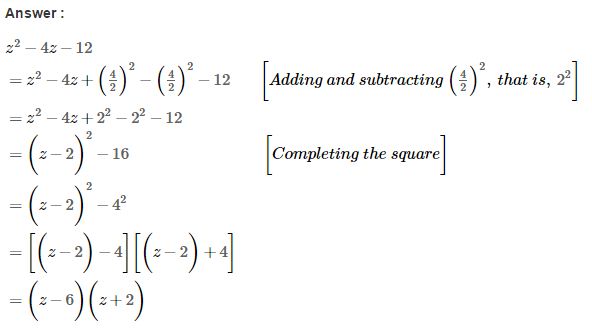 Answer :
z² − 4z − 12
= z² − 4z + (4/2)² − (4/2)² − 12 [Adding and subtracting (4/2)², that is, 2²]
= z² − 4z + 2² − 2² − 12
= (z − 2)² − 16 [Completing the square]
= (z − 2)² − 4²
= [(z − 2) − 4][(z − 2) + 4]
= (z − 6)(z + 2)